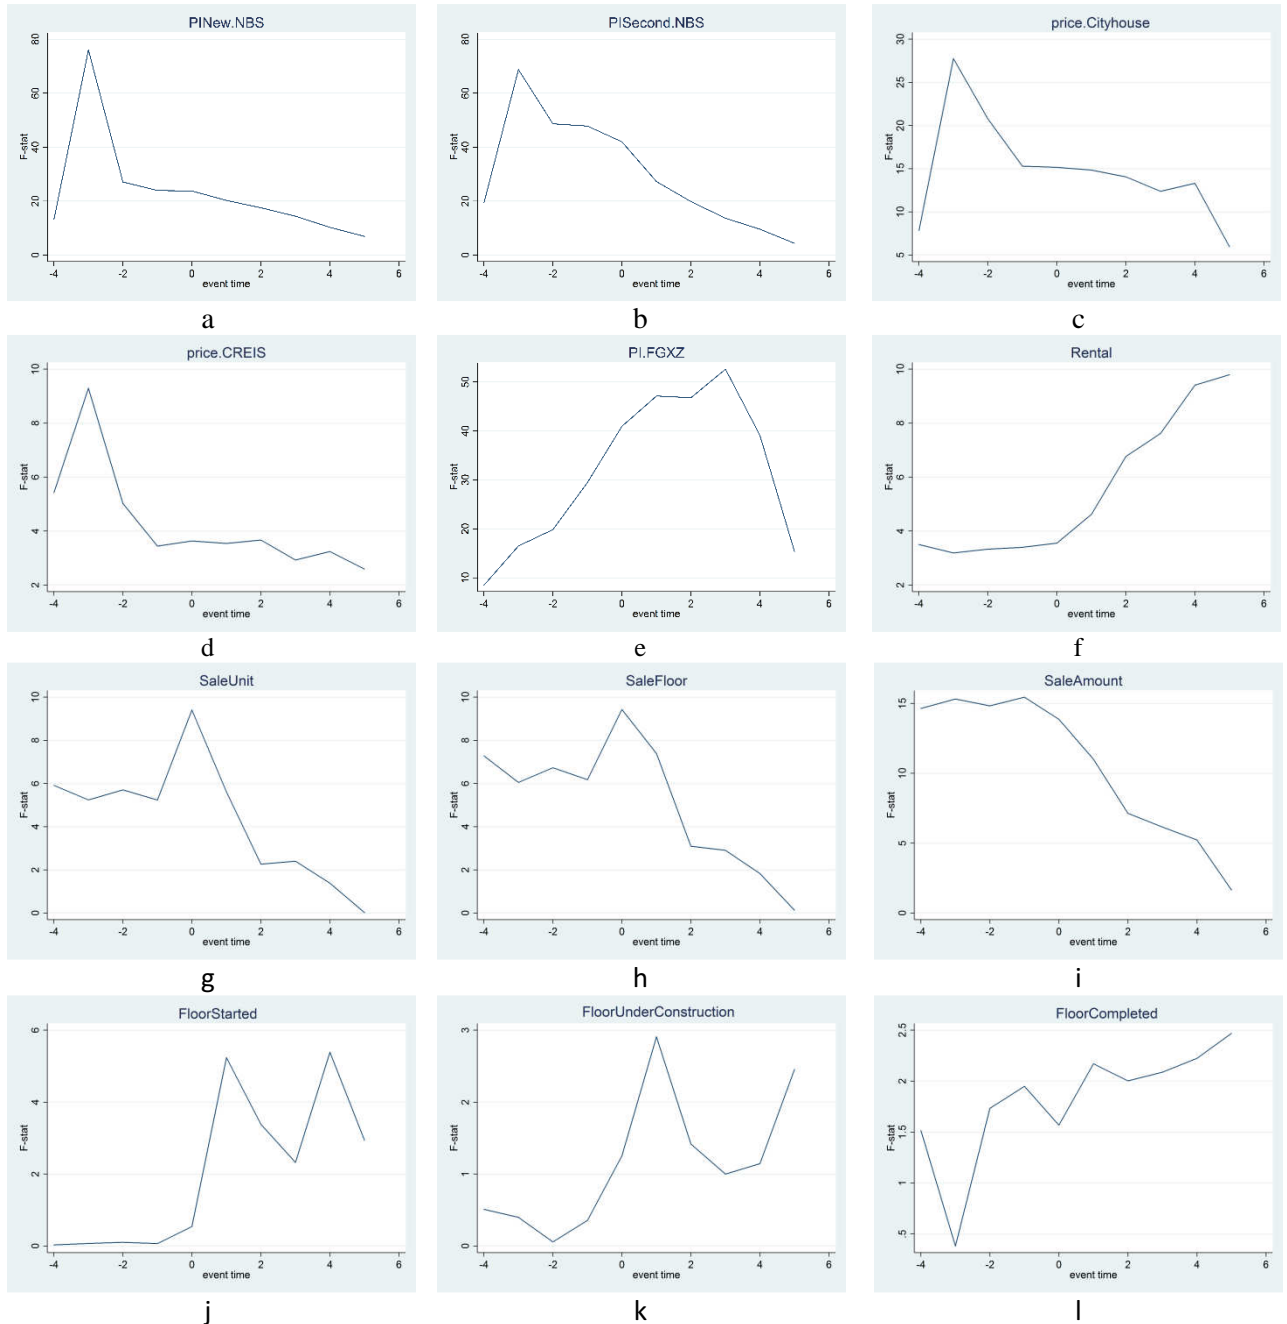 PINew.NBS
80
60
40
20
0
F-stat
-4 -2 0 2 4 6
event time
a
PISecond.NBS
80
60
40
20
0
F-stat
-4 -2 0 2 4 6
event time
b
price.Cityhouse
30
25
20
15
10
5
F-stat
-4 -2 0 2 4 6
event time
c
price.CREIS
10
8
6
4
2
F-stat
-4 -2 0 2 4 6
event time
d
PI.FGXZ
50
40
30
20
10
F-stat
-4 -2 0 2 4 6
event time
e
Rental
10
8
6
4
2
F-stat
-4 -2 0 2 4 6
event time
f
SaleUnit
10
8
6
4
2
0
F-stat
-4 -2 0 2 4 6
event time
g
SaleFloor
10
8
6
4
2
0
F-stat
-4 -2 0 2 4 6
event time
h
SaleAmount
15
10
5
0
F-stat
-4 -2 0 2 4 6
event time
i
FloorStarted
6
4
2
0
F-stat
-4 -2 0 2 4 6
event time
j
FloorUnderConstruction
3
2
1
0
F-stat
-4 -2 0 2 4 6
event time
k
FloorCompleted
2.5
2
1.5
1
.5
F-stat
-4 -2 0 2 4 6
event time
l